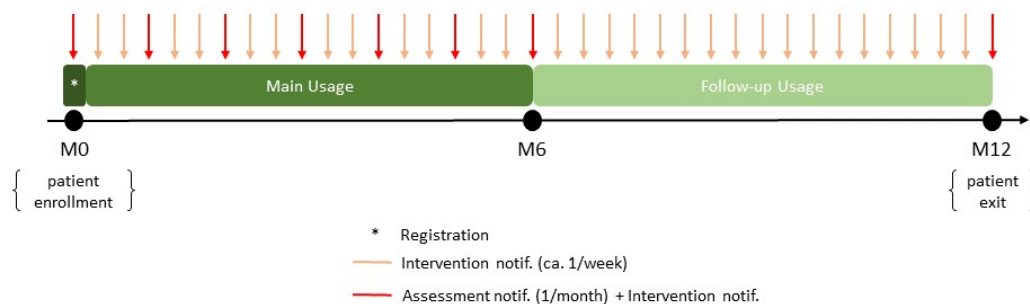 *
Main Usage
Follow-up Usage
M0
M6
M12
patient
enrollment
patient
exit
* Registration
Intervention notif. (ca. 1/week)
Assessment notif. (1/month) + Intervention notif.